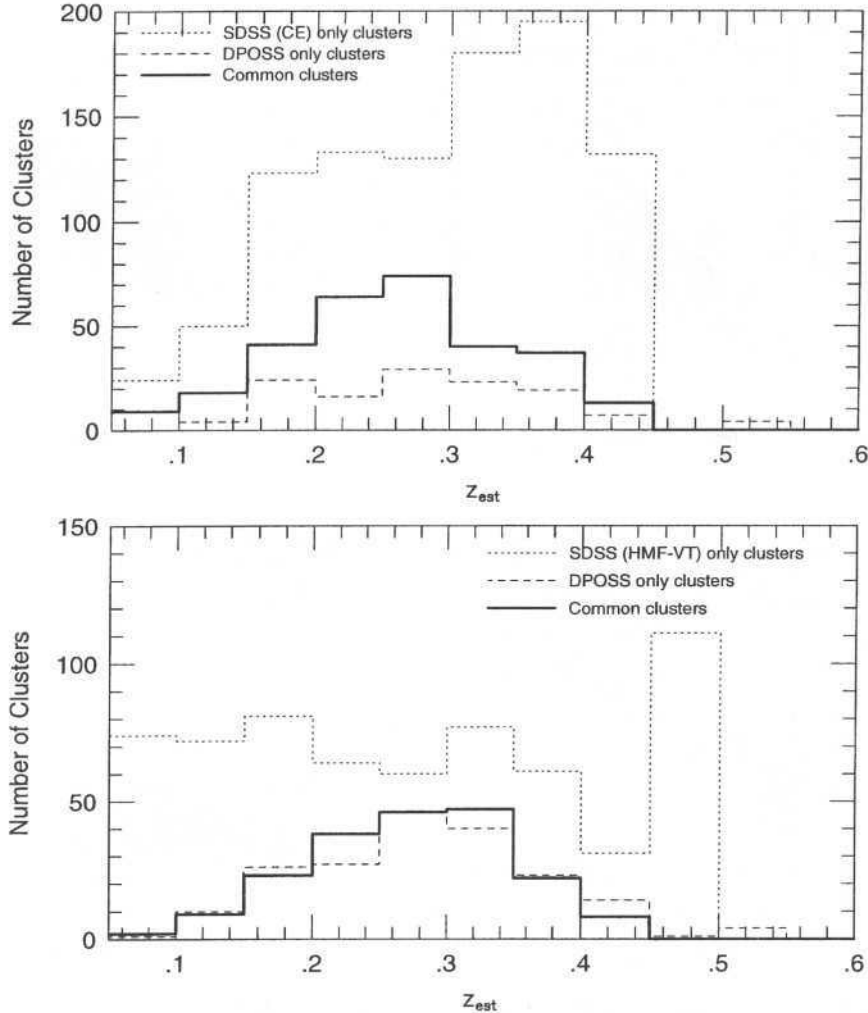 200
SDSS (CE) only clusters
DPOSS only clusters
Common clusters
150
Number of Clusters
100
50
0
.1 .2 .3 .4 .5 .6
z_est
150
SDSS (HMF-VT) only clusters
DPOSS only clusters
Common clusters
Number of Clusters
100
50
0
.1 .2 .3 .4 .5 .6
z_est